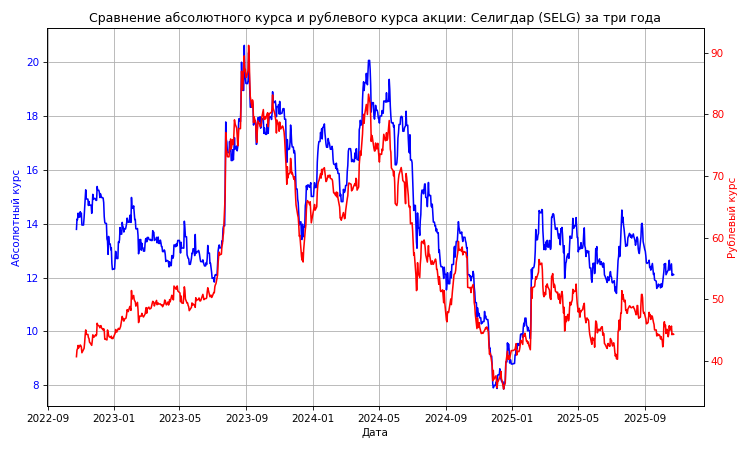 Сравнение абсолютного курса и рублевого курса акции: Селигдар (SELG) за три года
Абсолютный курс
20
18
16
14
12
10
8
90
80
70
60
50
40
Рублевый курс
2022-09 2023-01 2023-05 2023-09 2024-01 2024-05 2024-09 2025-01 2025-05 2025-09
Дата